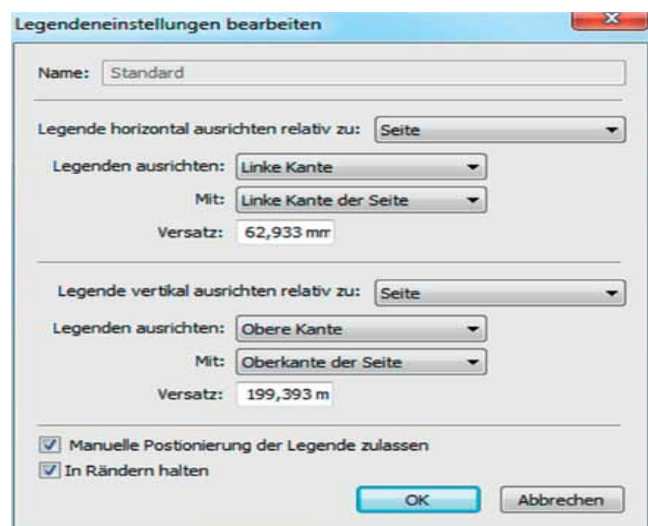 Legendeneinstellungen bearbeiten
Name: Standard
Legende horizontal ausrichten relativ zu: Seite
Legenden ausrichten: Linke Kante
Mit: Linke Kante der Seite
Versatz: 62,933 mm
Legende vertikal ausrichten relativ zu: Seite
Legenden ausrichten: Obere Kante
Mit: Oberkante der Seite
Versatz: 199,393 m
Manuelle Postionierung der Legende zulassen
In Rändern halten
OK Abbrechen